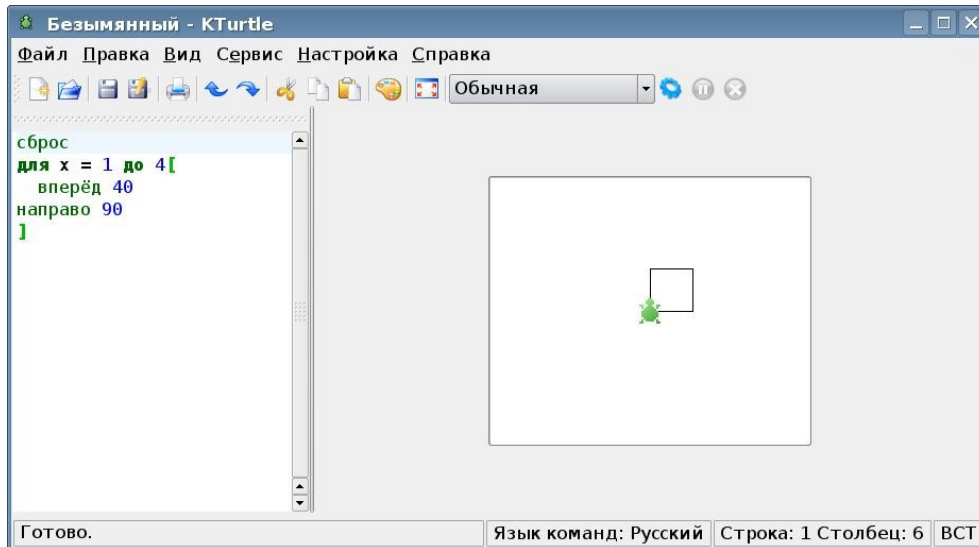 Безымянный - KTurtle
Файл Правка Вид Сервис Настройка Справка
Обычная
сброс
для x = 1 до 4[
вперёд 40
направо 90
]
Готово.
Язык команд: Русский
Строка: 1 Столбец: 6
ВСТ